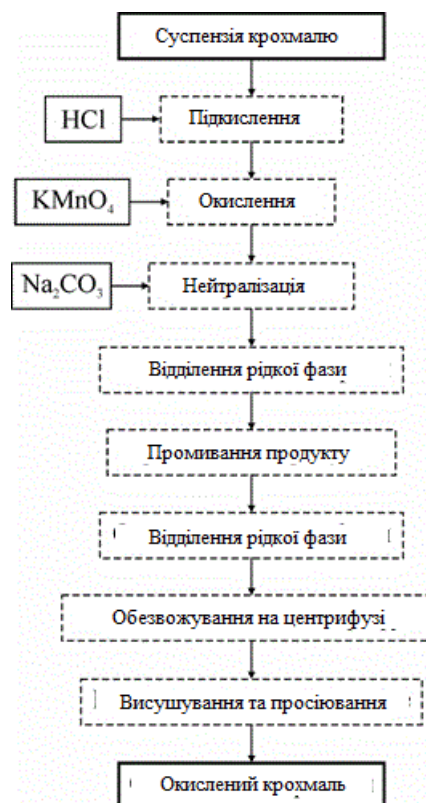 Суспензія крохмалю
HCl
Підкислення
KMnO₄
Окислення
Na₂CO₃
Нейтралізація
Відділення рідкої фази
Промивання продукту
Відділення рідкої фази
Обезвожування на центрифузі
Висушування та просіювання
Окислений крохмаль